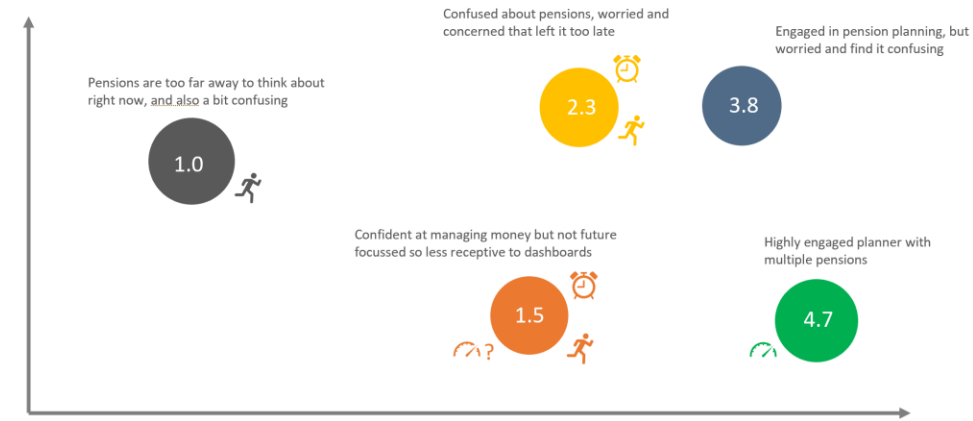 Confused about pensions, worried and
concerned that left it too late
Engaged in pension planning, but
worried and find it confusing
Pensions are too far away to think about
right now, and also a bit confusing
2.3
3.8
1.0
Confident at managing money but not future
focussed so less receptive to dashboards
Highly engaged planner with
multiple pensions
1.5
4.7
?